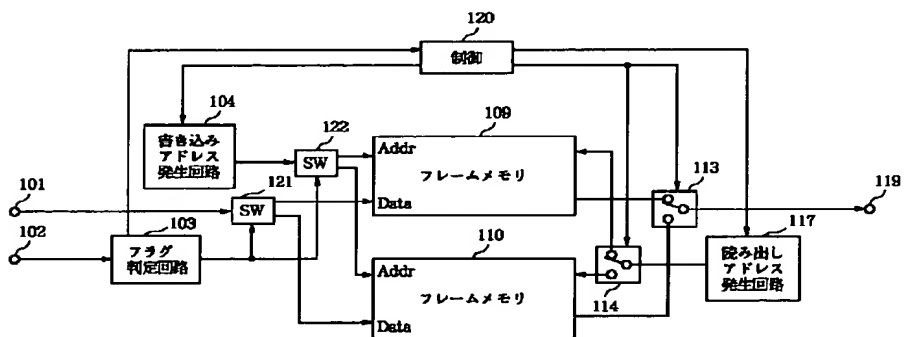 120
制御
104
書き込み
アドレス
発生回路
122
SW
109
Addr
フレームメモリ
Data
113
119
101
121
SW
102
103
フラグ
判定回路
110
Addr
フレームメモリ
Data
114
117
読み出し
アドレス
発生回路